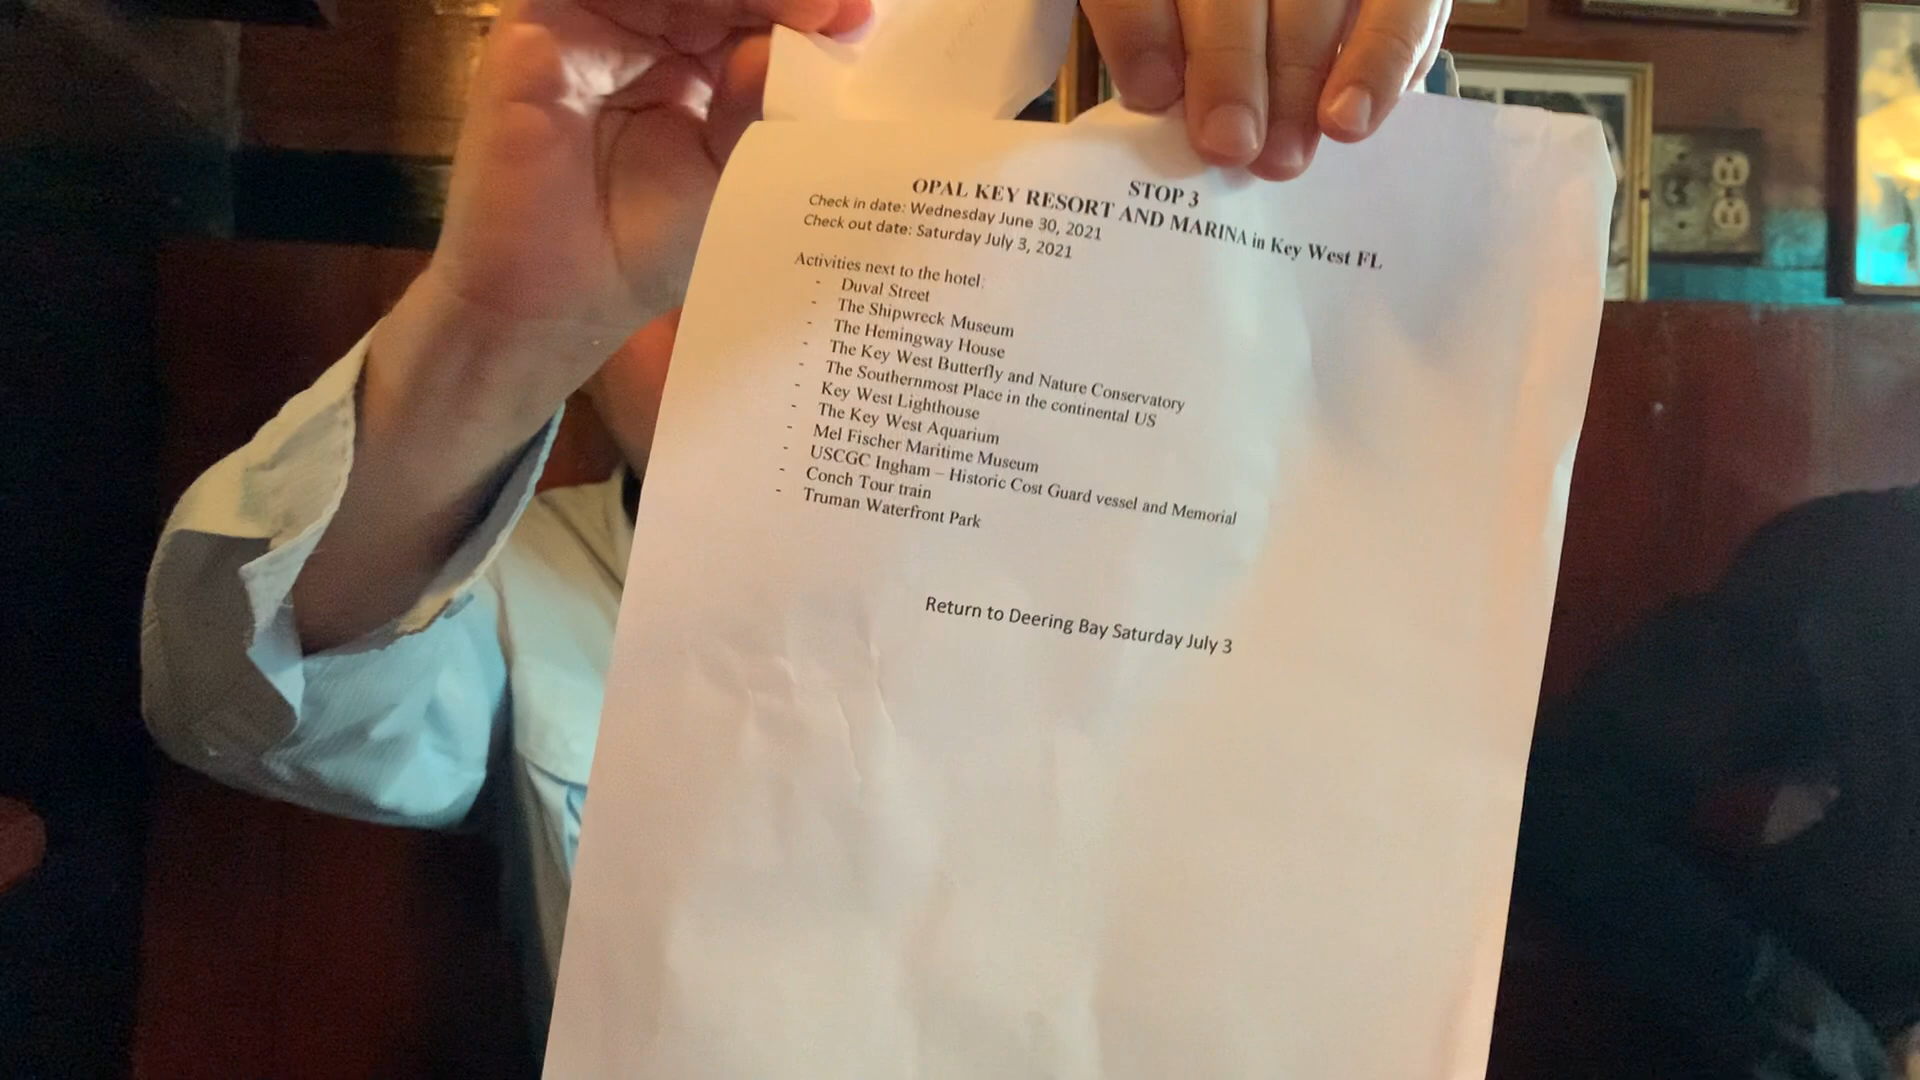 STOP 3
OPAL KEY RESORT AND MARINA in Key West FL
Check in date: Wednesday June 30, 2021
Check out date: Saturday July 3, 2021
Activities next to the hotel:
- Duval Street
- The Shipwreck Museum
- The Hemingway House
- The Key West Butterfly and Nature Conservatory
- The Southernmost Place in the continental US
- Key West Lighthouse
- The Key West Aquarium
- Mel Fischer Maritime Museum
- USCGC Ingham – Historic Cost Guard vessel and Memorial
- Conch Tour train
- Truman Waterfront Park
Return to Deering Bay Saturday July 3